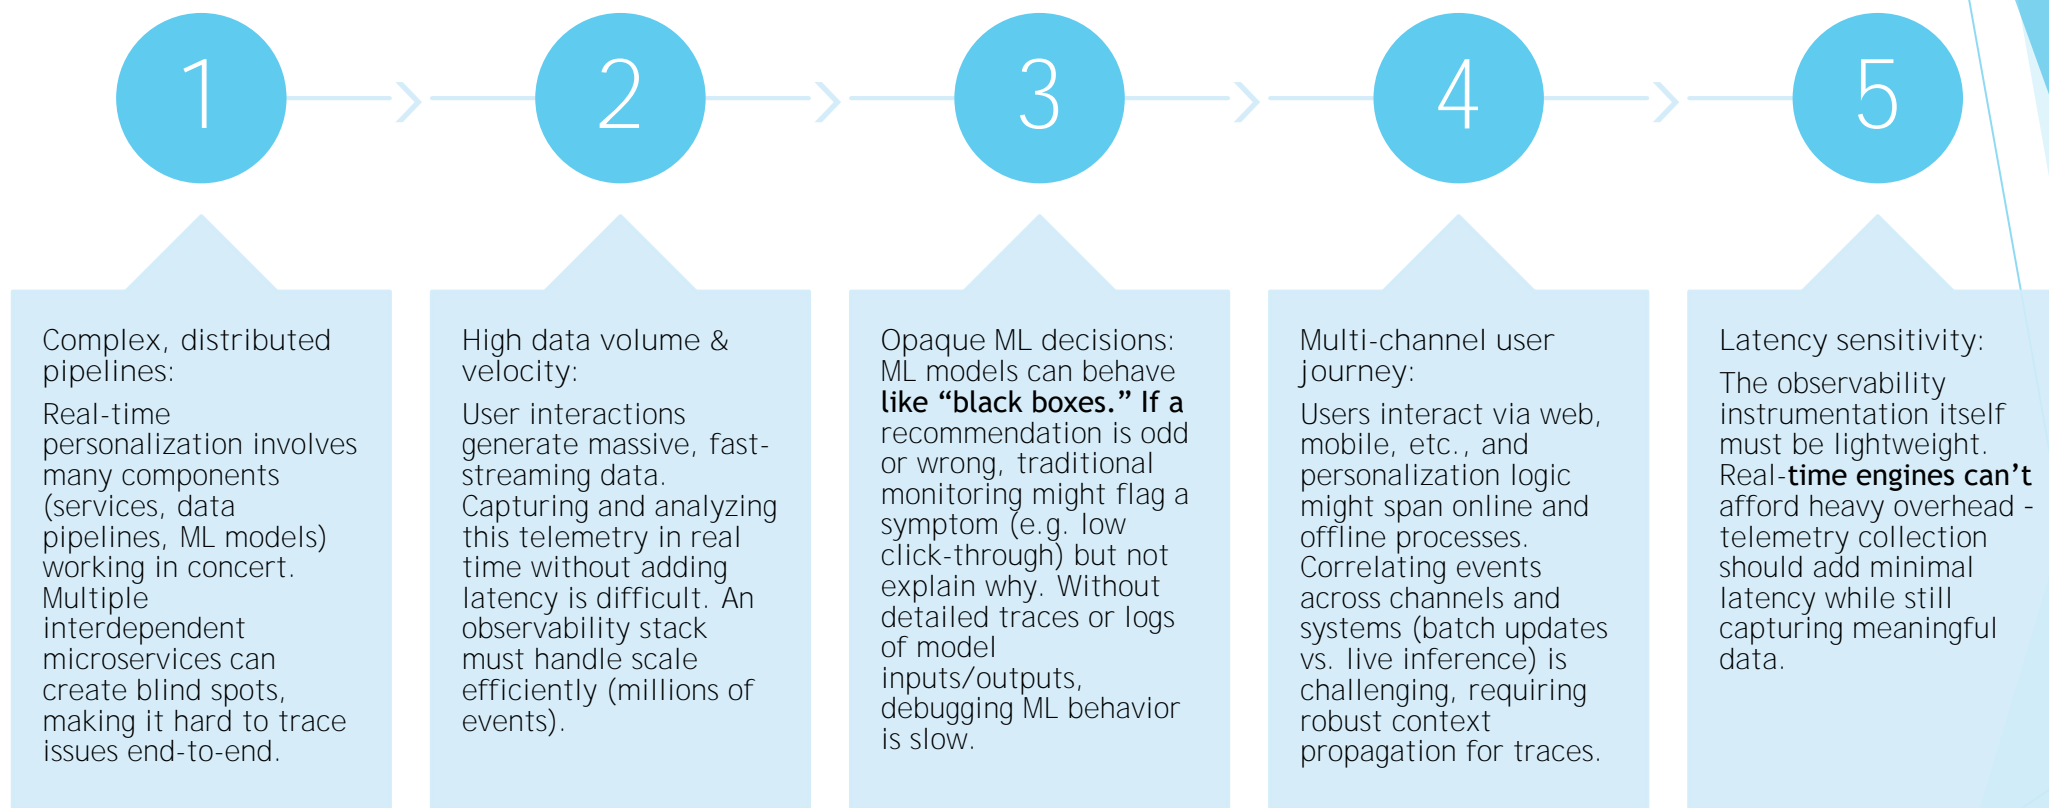 1
2
3
4
5
Complex, distributed
pipelines:
Real-time
personalization involves
many components
(services, data
pipelines, ML models)
working in concert.
Multiple
interdependent
microservices can
create blind spots,
making it hard to trace
issues end-to-end.
High data volume &
velocity:
User interactions
generate massive, fast-
streaming data.
Capturing and analyzing
this telemetry in real
time without adding
latency is difficult. An
observability stack
must handle scale
efficiently (millions of
events).
Opaque ML decisions:
ML models can behave
like “black boxes.” If a
recommendation is odd
or wrong, traditional
monitoring might flag a
symptom (e.g. low
click-through) but not
explain why. Without
detailed traces or logs
of model
inputs/outputs,
debugging ML behavior
is slow.
Multi-channel user
journey:
Users interact via web,
mobile, etc., and
personalization logic
might span online and
offline processes.
Correlating events
across channels and
systems (batch updates
vs. live inference) is
challenging, requiring
robust context
propagation for traces.
Latency sensitivity:
The observability
instrumentation itself
must be lightweight.
Real-time engines can’t
afford heavy overhead -
telemetry collection
should add minimal
latency while still
capturing meaningful
data.